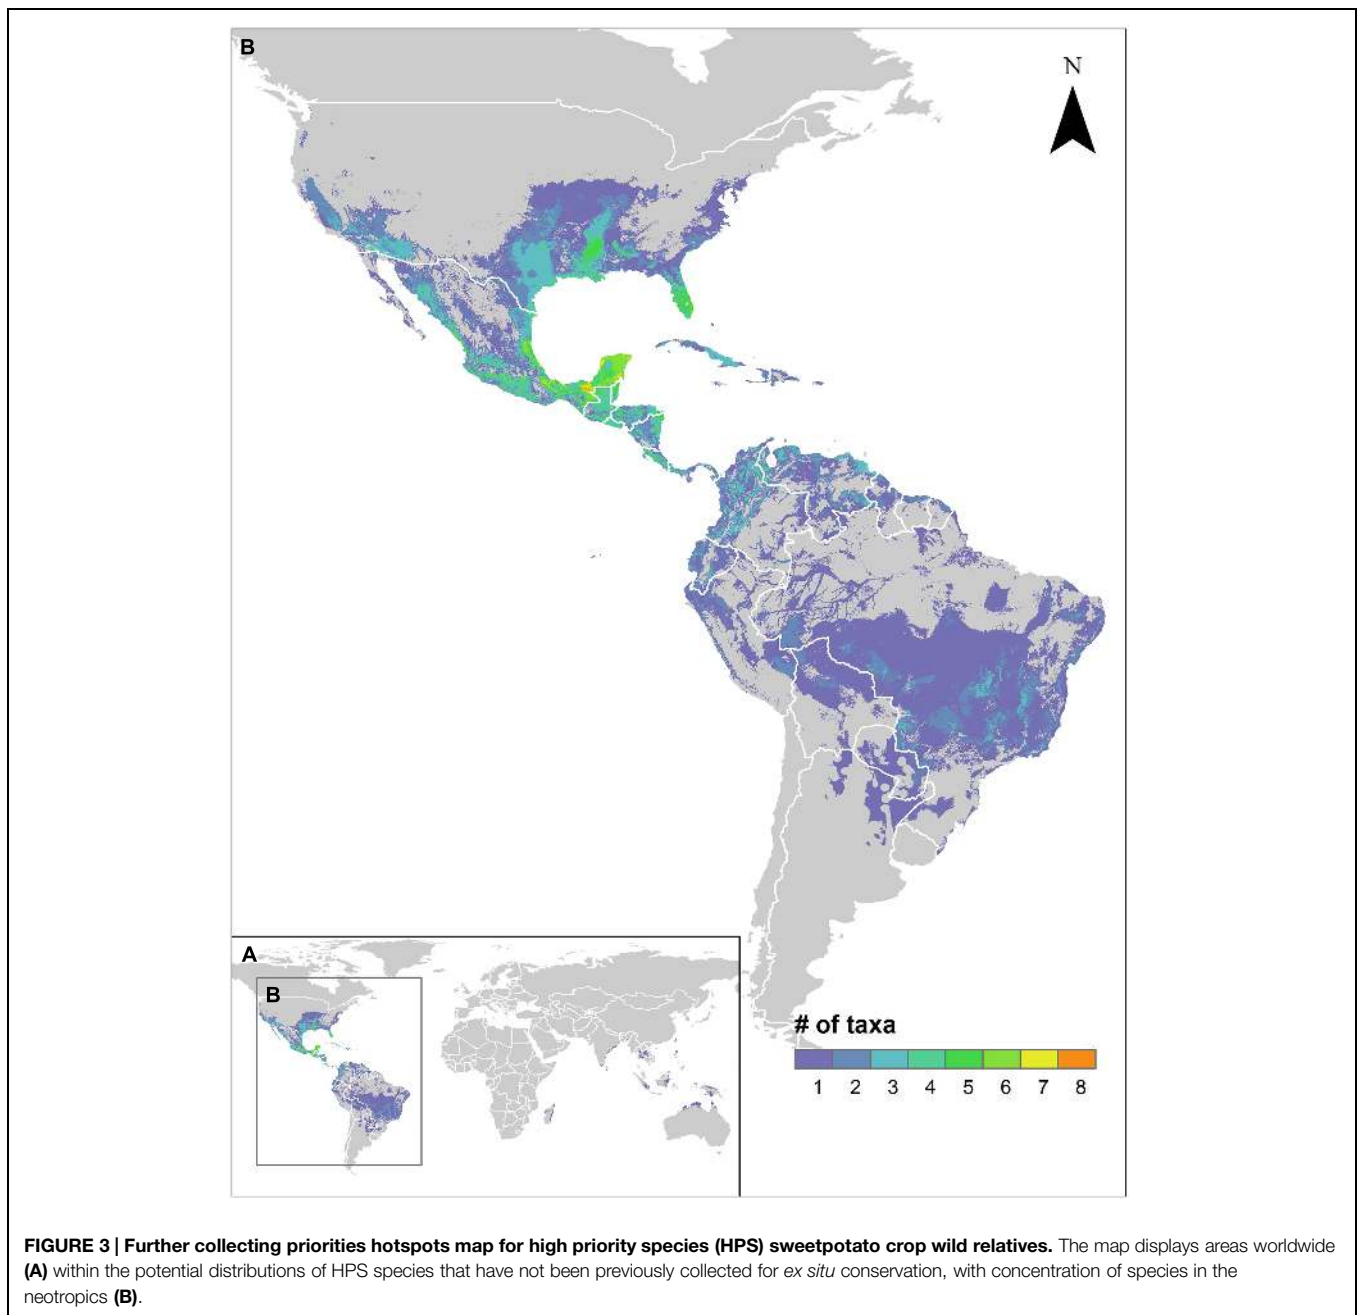 B
N
A
B
# of taxa
1 2 3 4 5 6 7 8
FIGURE 3 | Further collecting priorities hotspots map for high priority species (HPS) sweetpotato crop wild relatives. The map displays areas worldwide
(A) within the potential distributions of HPS species that have not been previously collected for ex situ conservation, with concentration of species in the
neotropics (B).